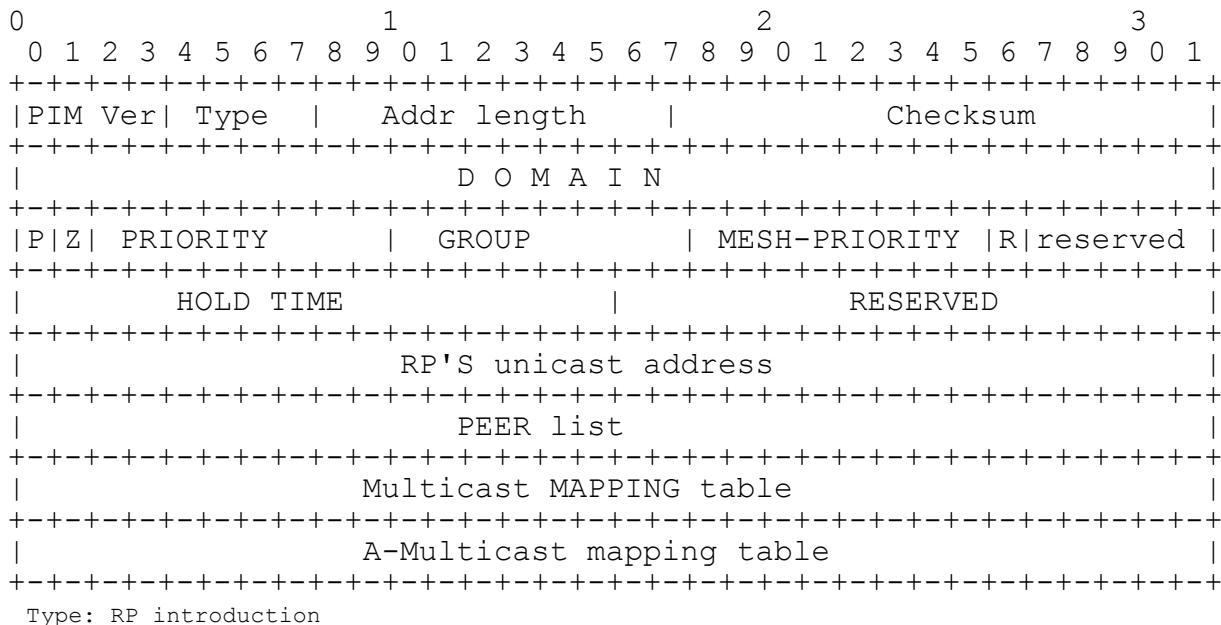 0                   1                   2                   3
 0 1 2 3 4 5 6 7 8 9 0 1 2 3 4 5 6 7 8 9 0 1 2 3 4 5 6 7 8 9 0 1
+-+-+-+-+-+-+-+-+-+-+-+-+-+-+-+-+-+-+-+-+-+-+-+-+-+-+-+-+-+-+-+-+
|PIM Ver| Type  |   Addr length    |           Checksum         |
+-+-+-+-+-+-+-+-+-+-+-+-+-+-+-+-+-+-+-+-+-+-+-+-+-+-+-+-+-+-+-+-+
|                       D O M A I N                             |
+-+-+-+-+-+-+-+-+-+-+-+-+-+-+-+-+-+-+-+-+-+-+-+-+-+-+-+-+-+-+-+-+
|P|Z| PRIORITY      |  GROUP        | MESH-PRIORITY |R|reserved |
+-+-+-+-+-+-+-+-+-+-+-+-+-+-+-+-+-+-+-+-+-+-+-+-+-+-+-+-+-+-+-+-+
|        HOLD TIME              |            RESERVED           |
+-+-+-+-+-+-+-+-+-+-+-+-+-+-+-+-+-+-+-+-+-+-+-+-+-+-+-+-+-+-+-+-+
|                    RP'S unicast address                       |
+-+-+-+-+-+-+-+-+-+-+-+-+-+-+-+-+-+-+-+-+-+-+-+-+-+-+-+-+-+-+-+-+
|                       PEER list                               |
+-+-+-+-+-+-+-+-+-+-+-+-+-+-+-+-+-+-+-+-+-+-+-+-+-+-+-+-+-+-+-+-+
|                  Multicast MAPPING table                      |
+-+-+-+-+-+-+-+-+-+-+-+-+-+-+-+-+-+-+-+-+-+-+-+-+-+-+-+-+-+-+-+-+
|                  A-Multicast mapping table                    |
+-+-+-+-+-+-+-+-+-+-+-+-+-+-+-+-+-+-+-+-+-+-+-+-+-+-+-+-+-+-+-+-+
Type: RP introduction